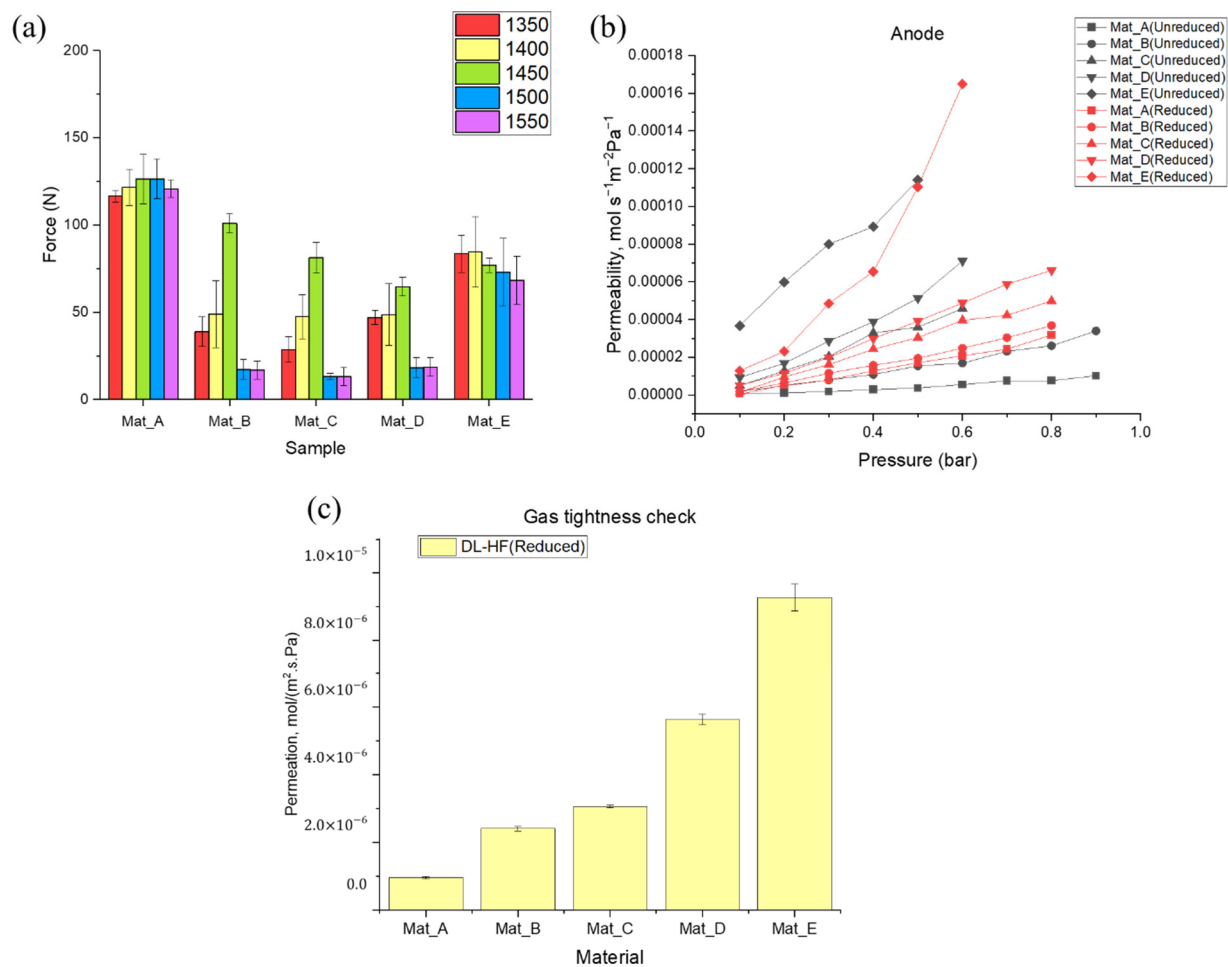 (a)
1350
1400
1450
1500
1550
200
150
100
50
0
Force (N)
Mat_A
Mat_B
Mat_C
Mat_D
Mat_E
Sample
(b)
Anode
Mat_A(Unreduced)
Mat_B(Unreduced)
Mat_C(Unreduced)
Mat_D(Unreduced)
Mat_E(Unreduced)
Mat_A(Reduced)
Mat_B(Reduced)
Mat_C(Reduced)
Mat_D(Reduced)
Mat_E(Reduced)
0.00018
0.00016
0.00014
0.00012
0.00010
0.00008
0.00006
0.00004
0.00002
0.00000
Permeability, mol s⁻¹m⁻²Pa⁻¹
0.0
0.2
0.4
0.6
0.8
1.0
Pressure (bar)
(c)
Gas tightness check
DL-HF(Reduced)
1.0×10⁻⁵
8.0×10⁻⁶
6.0×10⁻⁶
4.0×10⁻⁶
2.0×10⁻⁶
0.0
Permeation, mol/(m².s.Pa)
Mat_A
Mat_B
Mat_C
Mat_D
Mat_E
Material